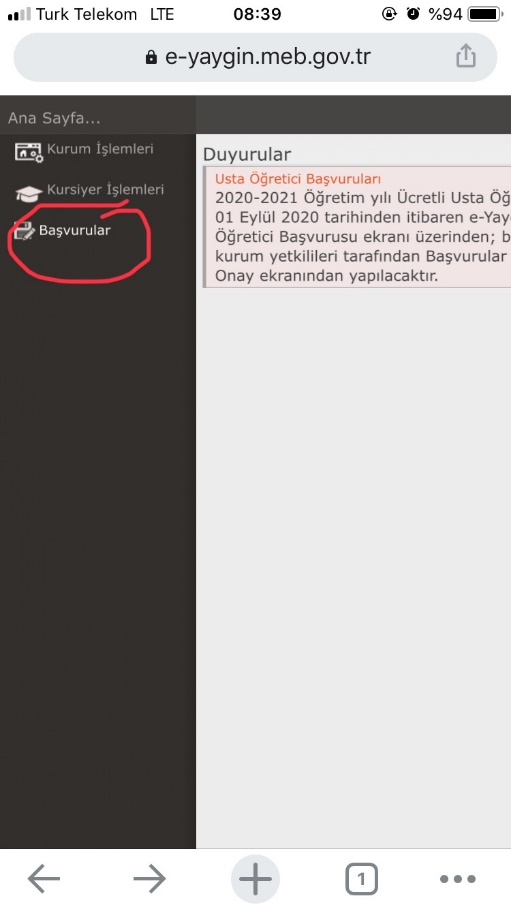 Turk Telekom LTE 08:39 %94
e-yaygin.meb.gov.tr
Ana Sayfa...
Kurum İşlemleri
Kursiyer İşlemleri
Başvurular
Duyurular
Usta Öğretici Başvuruları
2020-2021 Öğretim yılı Ücretli Usta Öğ
01 Eylül 2020 tarihinden itibaren e-Yay
Öğretici Başvurusu ekranı üzerinden; b
kurum yetkilileri tarafından Başvurular
Onay ekranından yapılacaktır.
1